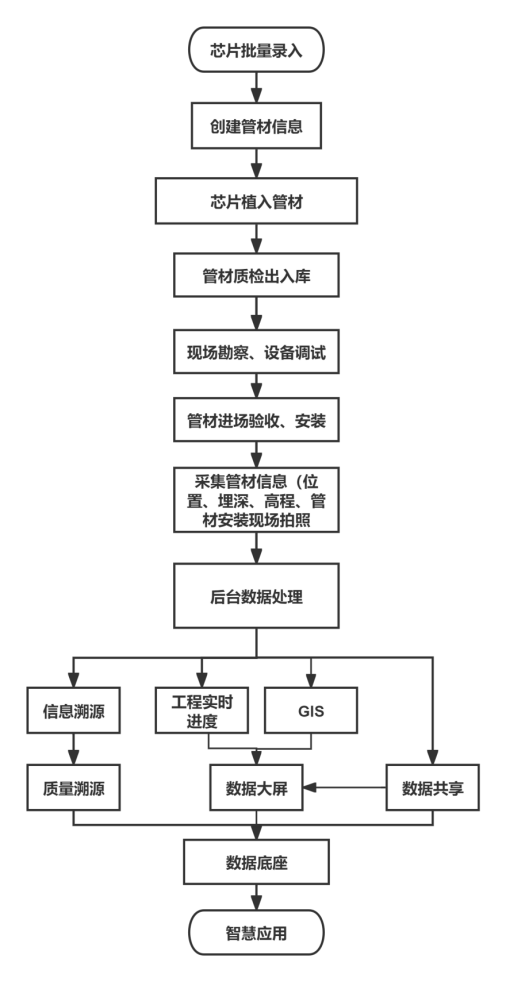 芯片批量录入
创建管材信息
芯片植入管材
管材质检出入库
现场勘察、设备调试
管材进场验收、安装
采集管材信息（位
置、埋深、高程、管
材安装现场拍照
后台数据处理
信息溯源
工程实时
进度
GIS
质量溯源
数据大屏
数据共享
数据底座
智慧应用